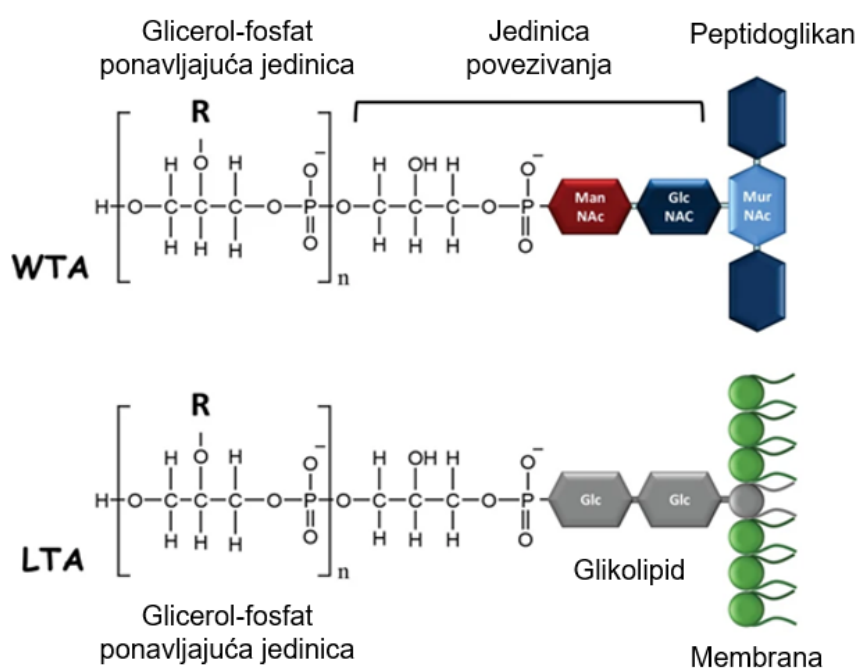 Glicerol-fosfat
ponavljajuća jedinica
Jedinica
povezivanja
Peptidoglikan
R
H O H H OH H O⁻ O⁻
H–O–C–C–C–O–P–O–C–C–C–O–P
Man
NAc
Glc
NAC
Mur
NAc
H H H O H H H O
n
WTA
R
H O H H OH H O⁻ O⁻
H–O–C–C–C–O–P–O–C–C–C–O–P
Glc
Glc
H H H O H H H O
n
LTA
Glikolipid
Glicerol-fosfat
ponavljajuća jedinica
Membrana